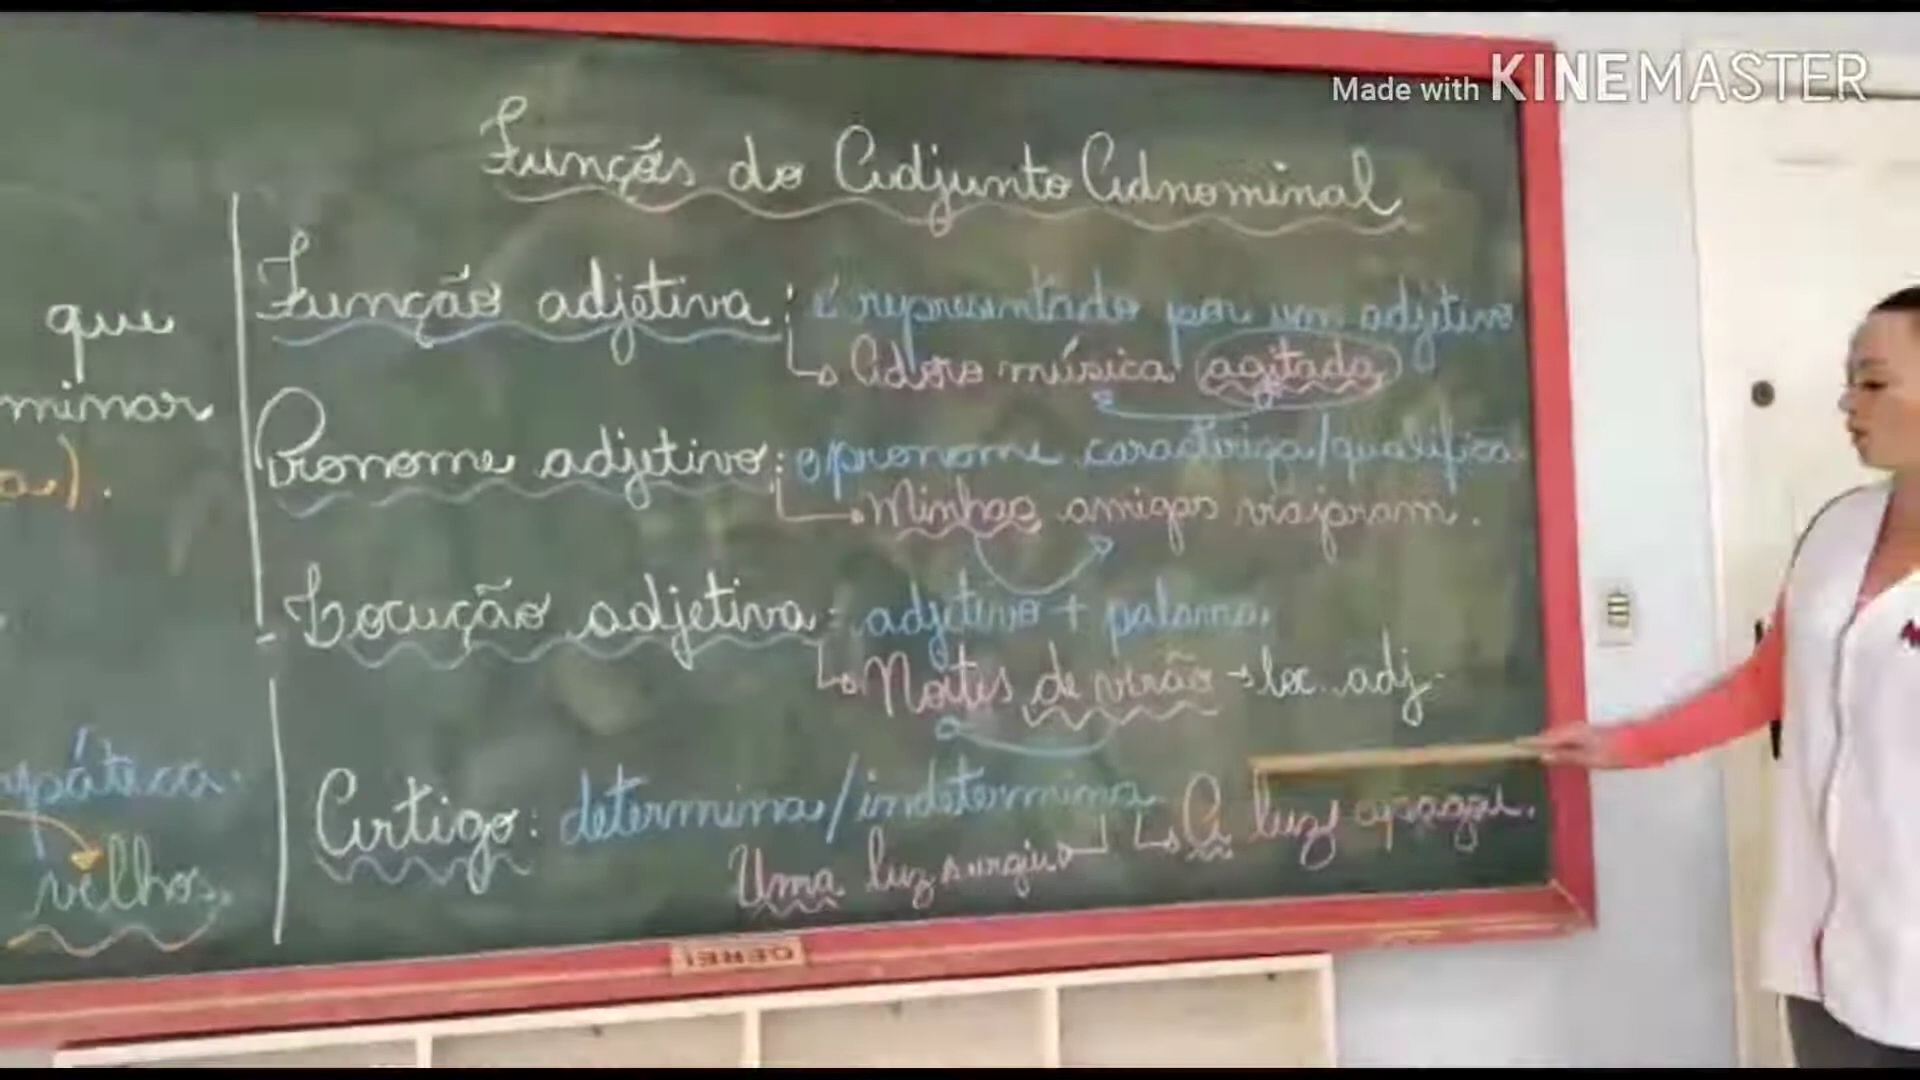 Made with KINEMASTER
Funções do Adjunto Adnominal
Função adjetiva: é representado por um adjetivo
Adoro música agitada
Pronome adjetivo: o pronome caracteriza/qualifica
Minhas amigas viajaram.
Locução adjetiva: adjetivo + palavra.
Noites de verão → loc. adj.
Artigo: determina/indetermina
A luz apagou.
Uma luz surgiu
que
minar
a).
velhos.